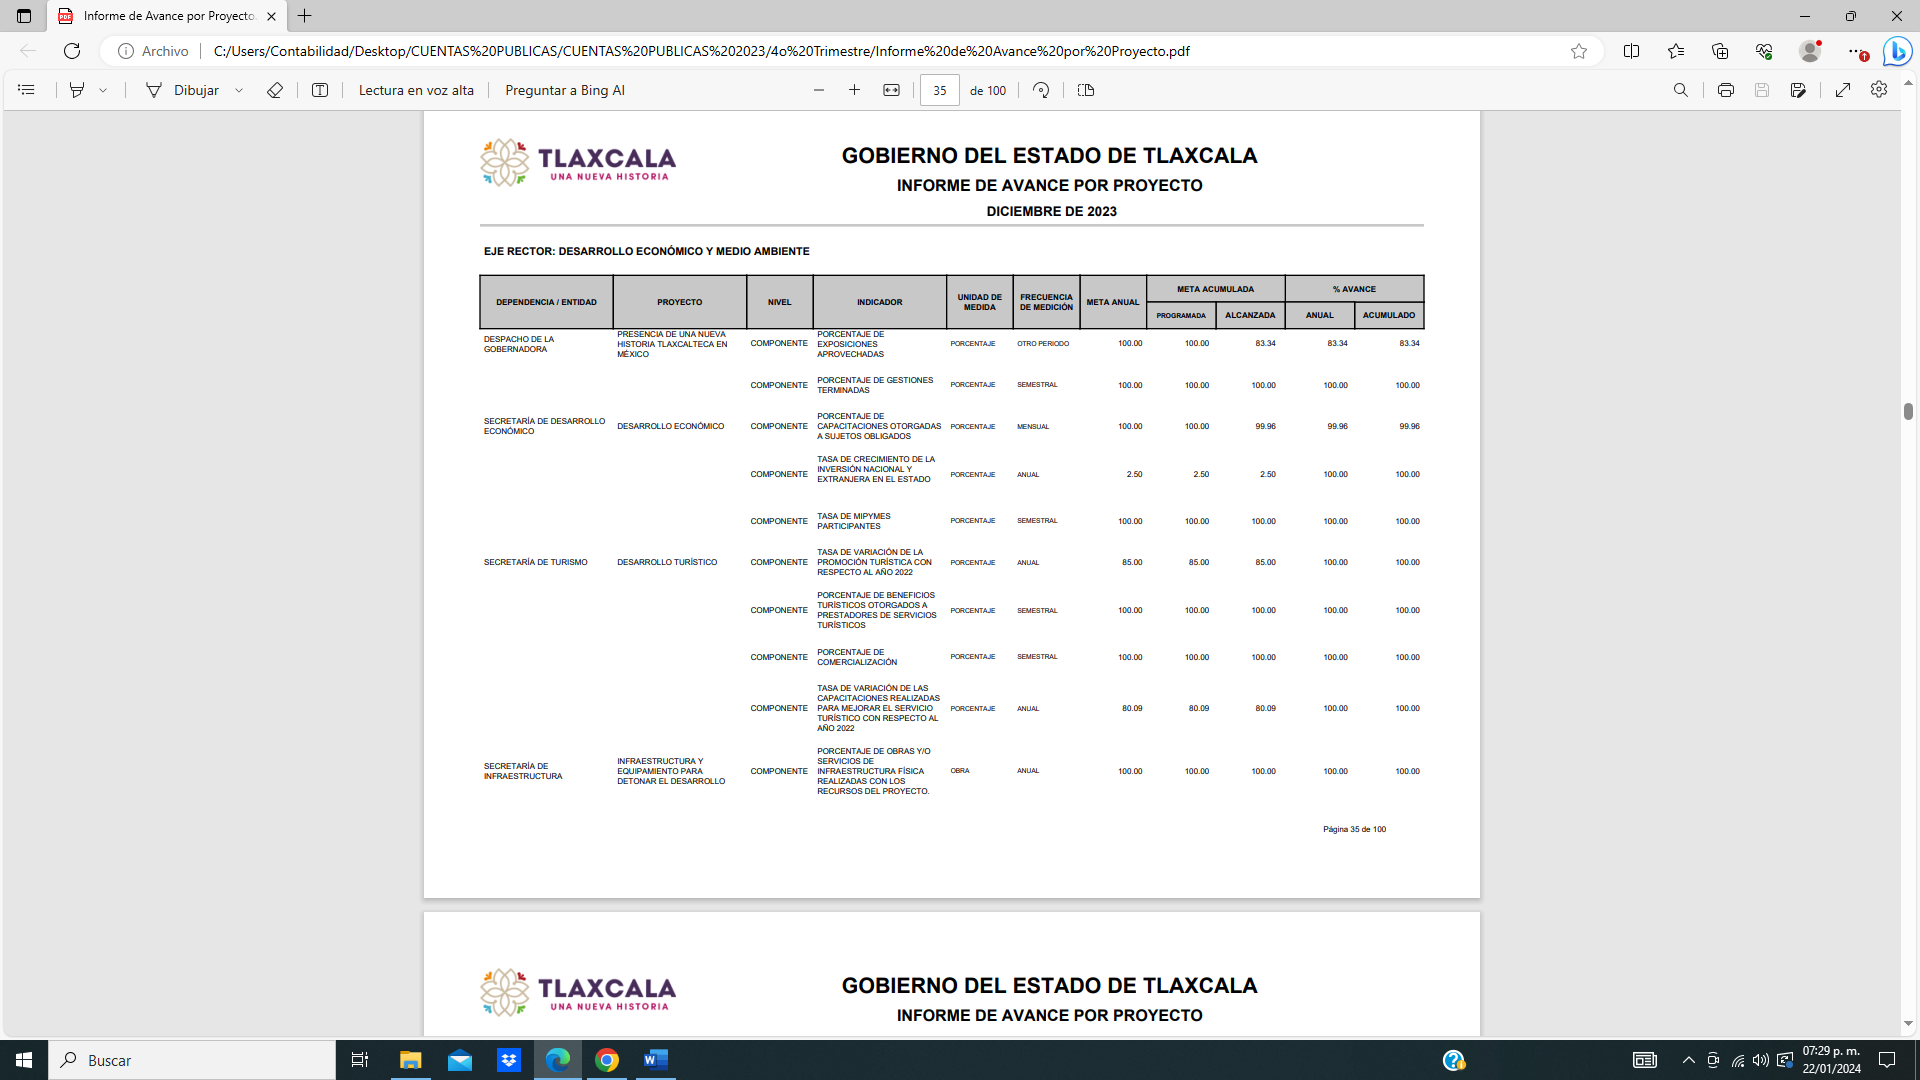 Informe de Avance por Proyecto.
Archivo
C:/Users/Contabilidad/Desktop/CUENTAS%20PUBLICAS/CUENTAS%20PUBLICAS%202023/4o%20Trimestre/Informe%20de%20Avance%20por%20Proyecto.pdf
Dibujar
Lectura en voz alta
Preguntar a Bing AI
35 de 100
TLAXCALA
UNA NUEVA HISTORIA
GOBIERNO DEL ESTADO DE TLAXCALA
INFORME DE AVANCE POR PROYECTO
DICIEMBRE DE 2023
EJE RECTOR: DESARROLLO ECONÓMICO Y MEDIO AMBIENTE
DEPENDENCIA / ENTIDAD PROYECTO NIVEL INDICADOR UNIDAD DE MEDIDA FRECUENCIA DE MEDICIÓN META ANUAL META ACUMULADA % AVANCE
PROGRAMADA ALCANZADA ANUAL ACUMULADO
DESPACHO DE LA GOBERNADORA PRESENCIA DE UNA NUEVA HISTORIA TLAXCALTECA EN MÉXICO COMPONENTE PORCENTAJE DE EXPOSICIONES APROVECHADAS PORCENTAJE OTRO PERIODO 100.00 100.00 83.34 83.34 83.34
COMPONENTE PORCENTAJE DE GESTIONES TERMINADAS PORCENTAJE SEMESTRAL 100.00 100.00 100.00 100.00 100.00
SECRETARÍA DE DESARROLLO ECONÓMICO DESARROLLO ECONÓMICO COMPONENTE PORCENTAJE DE CAPACITACIONES OTORGADAS A SUJETOS OBLIGADOS PORCENTAJE MENSUAL 100.00 100.00 99.96 99.96 99.96
COMPONENTE TASA DE CRECIMIENTO DE LA INVERSIÓN NACIONAL Y EXTRANJERA EN EL ESTADO PORCENTAJE ANUAL 2.50 2.50 2.50 100.00 100.00
COMPONENTE TASA DE MIPYMES PARTICIPANTES PORCENTAJE SEMESTRAL 100.00 100.00 100.00 100.00 100.00
SECRETARÍA DE TURISMO DESARROLLO TURÍSTICO COMPONENTE TASA DE VARIACIÓN DE LA PROMOCIÓN TURÍSTICA CON RESPECTO AL AÑO 2022 PORCENTAJE ANUAL 85.00 85.00 85.00 100.00 100.00
COMPONENTE PORCENTAJE DE BENEFICIOS TURÍSTICOS OTORGADOS A PRESTADORES DE SERVICIOS TURÍSTICOS PORCENTAJE SEMESTRAL 100.00 100.00 100.00 100.00 100.00
COMPONENTE PORCENTAJE DE COMERCIALIZACIÓN PORCENTAJE SEMESTRAL 100.00 100.00 100.00 100.00 100.00
COMPONENTE TASA DE VARIACIÓN DE LAS CAPACITACIONES REALIZADAS PARA MEJORAR EL SERVICIO TURÍSTICO CON RESPECTO AL AÑO 2022 PORCENTAJE ANUAL 80.09 80.09 80.09 100.00 100.00
SECRETARÍA DE INFRAESTRUCTURA INFRAESTRUCTURA Y EQUIPAMIENTO PARA DETONAR EL DESARROLLO COMPONENTE PORCENTAJE DE OBRAS Y/O SERVICIOS DE INFRAESTRUCTURA FÍSICA REALIZADAS CON LOS RECURSOS DEL PROYECTO. OBRA ANUAL 100.00 100.00 100.00 100.00 100.00
Página 35 de 100
TLAXCALA
UNA NUEVA HISTORIA
GOBIERNO DEL ESTADO DE TLAXCALA
INFORME DE AVANCE POR PROYECTO
Buscar
07:29 p. m.
22/01/2024